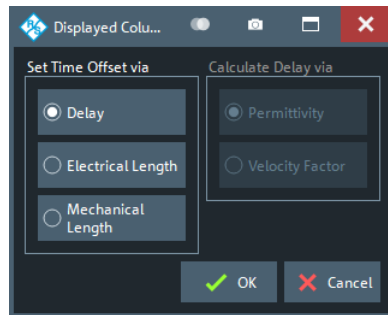 Displayed Colu...
Set Time Offset via
Calculate Delay via
Delay
Permittivity
Electrical Length
Velocity Factor
Mechanical
Length
OK
Cancel